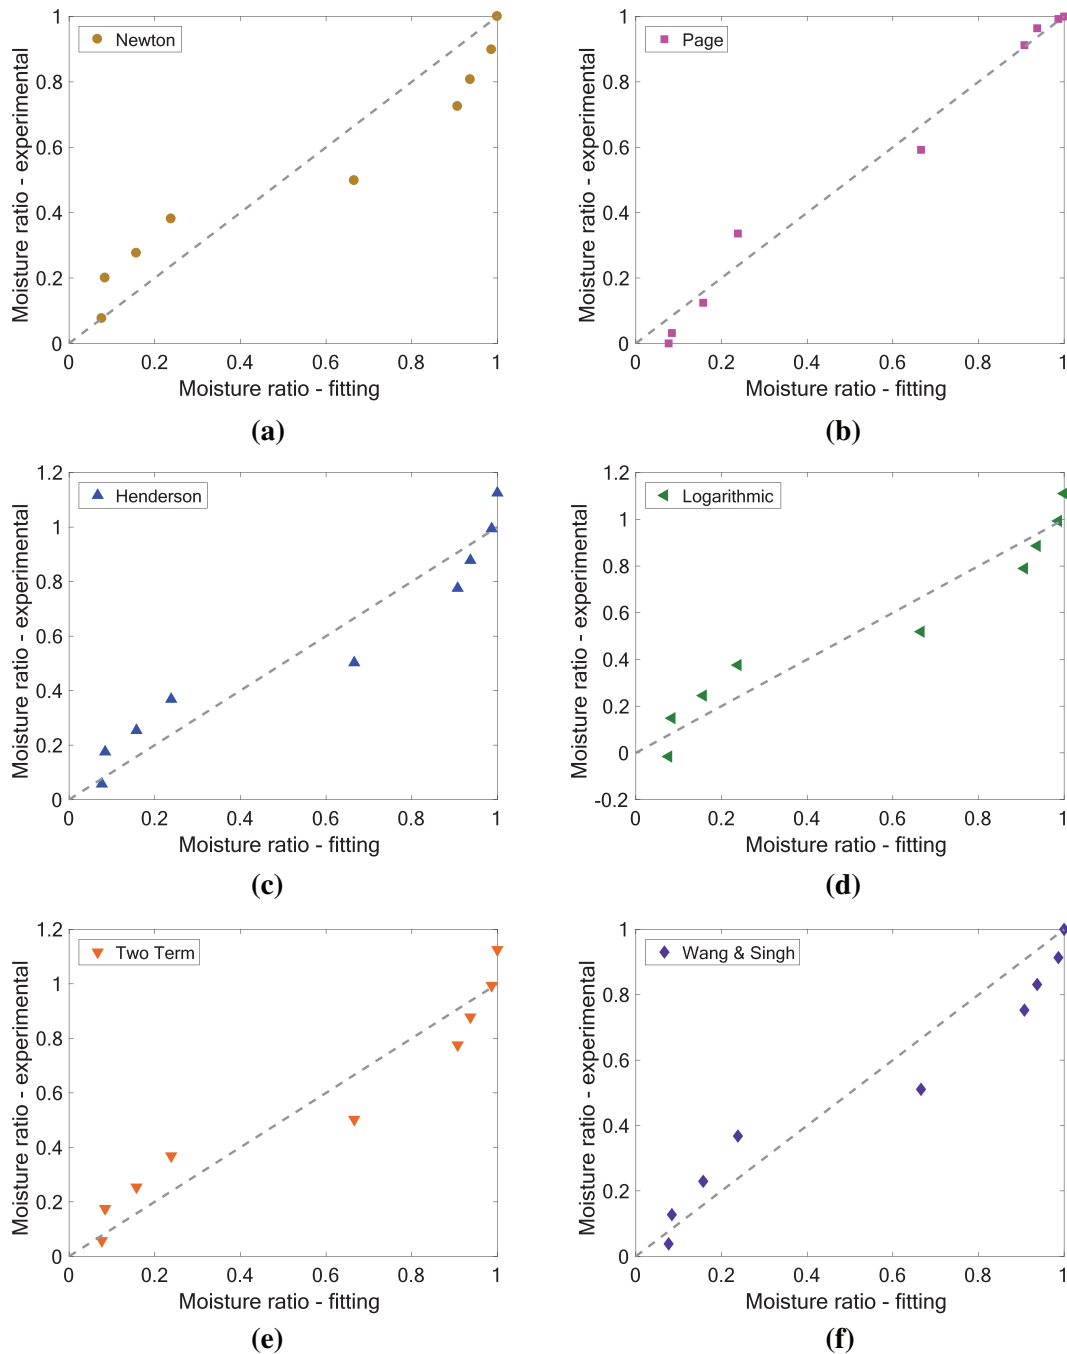 Newton
Moisture ratio - experimental
1
0.8
0.6
0.4
0.2
0
0 0.2 0.4 0.6 0.8 1
Moisture ratio - fitting
(a)
Page
Moisture ratio - experimental
1
0.8
0.6
0.4
0.2
0
0 0.2 0.4 0.6 0.8 1
Moisture ratio - fitting
(b)
Henderson
Moisture ratio - experimental
1.2
1
0.8
0.6
0.4
0.2
0
0 0.2 0.4 0.6 0.8 1
Moisture ratio - fitting
(c)
Logarithmic
Moisture ratio - experimental
1.2
1
0.8
0.6
0.4
0.2
0
-0.2
0 0.2 0.4 0.6 0.8 1
Moisture ratio - fitting
(d)
Two Term
Moisture ratio - experimental
1.2
1
0.8
0.6
0.4
0.2
0
0 0.2 0.4 0.6 0.8 1
Moisture ratio - fitting
(e)
Wang & Singh
Moisture ratio - experimental
1
0.8
0.6
0.4
0.2
0
0 0.2 0.4 0.6 0.8 1
Moisture ratio - fitting
(f)